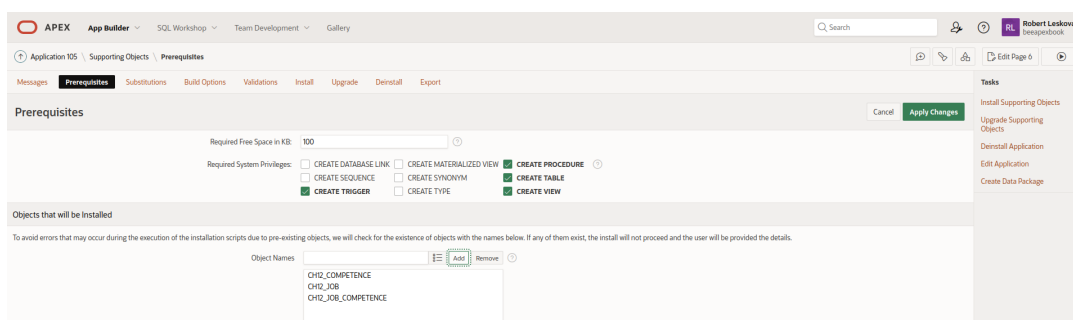 APEX App Builder SQL Workshop Team Development Gallery Search RL Robert Leskova
beeapexbook
Application 105 \ Supporting Objects \ Prerequisites Edit Page 6
Messages Prerequisites Substitutions Build Options Validations Install Upgrade Deinstall Export
Tasks
Prerequisites Cancel Apply Changes
Install Supporting Objects
Upgrade Supporting
Objects
Deinstall Application
Edit Application
Create Data Package
Required Free Space in KB: 100
Required System Privileges: CREATE DATABASE LINK CREATE MATERIALIZED VIEW CREATE PROCEDURE
CREATE SEQUENCE CREATE SYNONYM CREATE TABLE
CREATE TRIGGER CREATE TYPE CREATE VIEW
Objects that will be Installed
To avoid errors that may occur during the execution of the installation scripts due to pre-existing objects, we will check for the existence of objects with the names below. If any of them exist, the install will not proceed and the user will be provided the details.
Object Names Add Remove
CH12_COMPETENCE
CH12_JOB
CH12_JOB_COMPETENCE